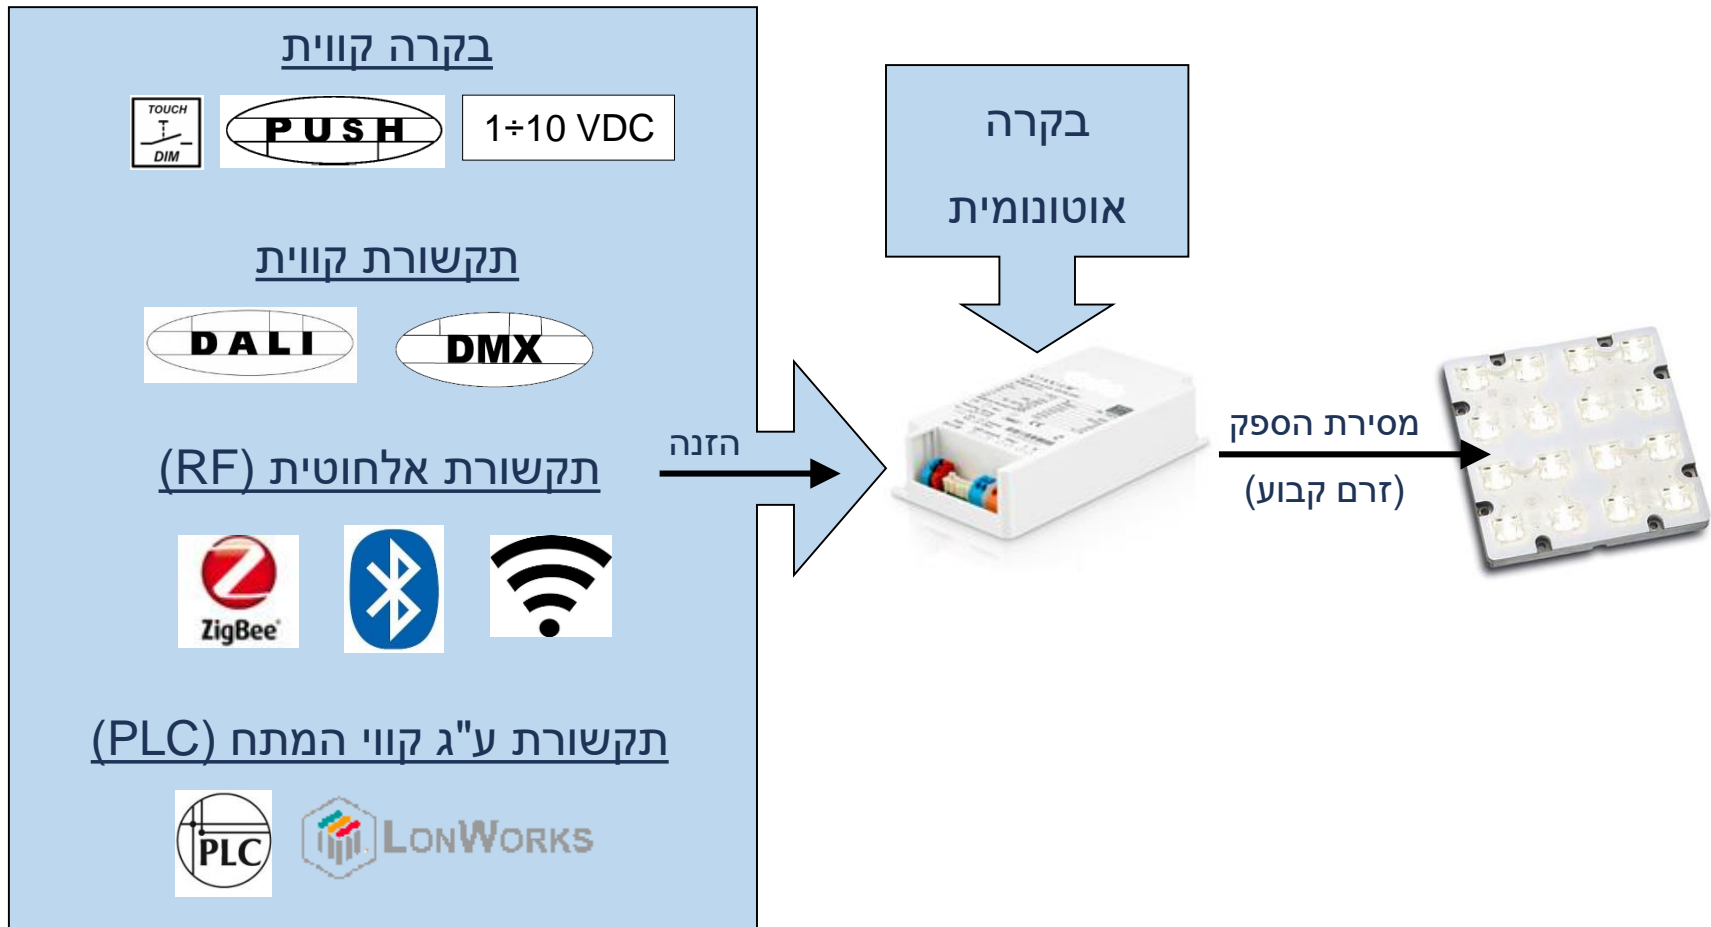 בקרה קווית
TOUCH
DIM
PUSH
1÷10 VDC
תקשורת קווית
DALI
DMX
תקשורת אלחוטית (RF)
ZigBee
תקשורת ע"ג קווי המתח (PLC)
PLC
LONWORKS
הזנה
בקרה
אוטונומית
מסירת הספק
(זרם קבוע)